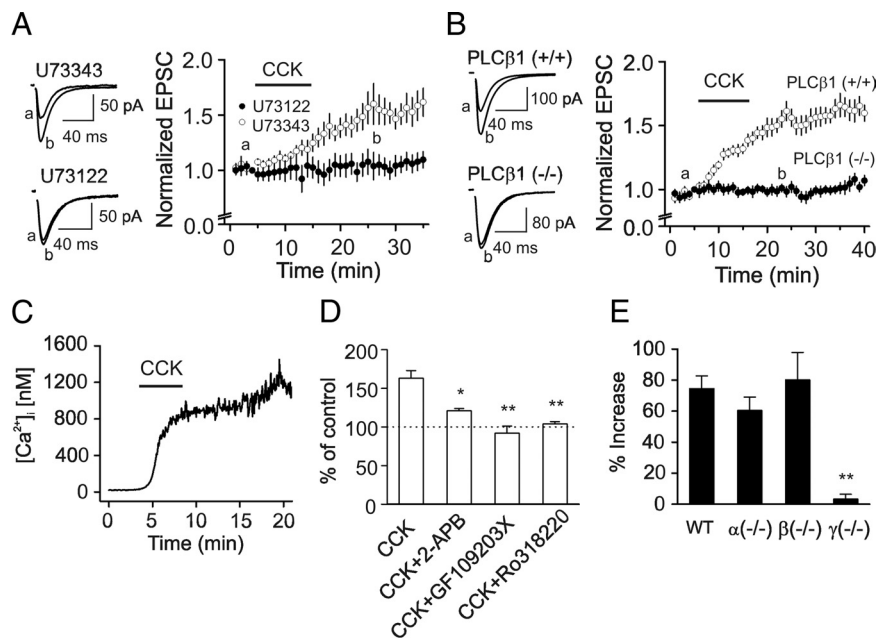 A
U73343
a
b
50 pA
40 ms
U73122
a
b
50 pA
40 ms
Normalized EPSC
2.0
1.5
1.0
0.0
CCK
U73122
U73343
a
b
0
10
20
30
Time (min)
B
PLCβ1 (+/+)
a
b
100 pA
40 ms
PLCβ1 (-/-)
a
b
80 pA
40 ms
Normalized EPSC
2.0
1.5
1.0
0.0
CCK
PLCβ1 (+/+)
PLCβ1 (-/-)
a
b
0
10
20
30
40
Time (min)
C
[Ca²⁺]i [nM]
1600
1200
800
400
0
CCK
0
5
10
15
20
Time (min)
D
% of control
200
150
100
50
0
*
**
**
CCK
CCK+2-APB
CCK+GF109203X
CCK+Ro318220
E
% Increase
100
80
60
40
20
0
**
WT
α(-/-)
β(-/-)
γ(-/-)